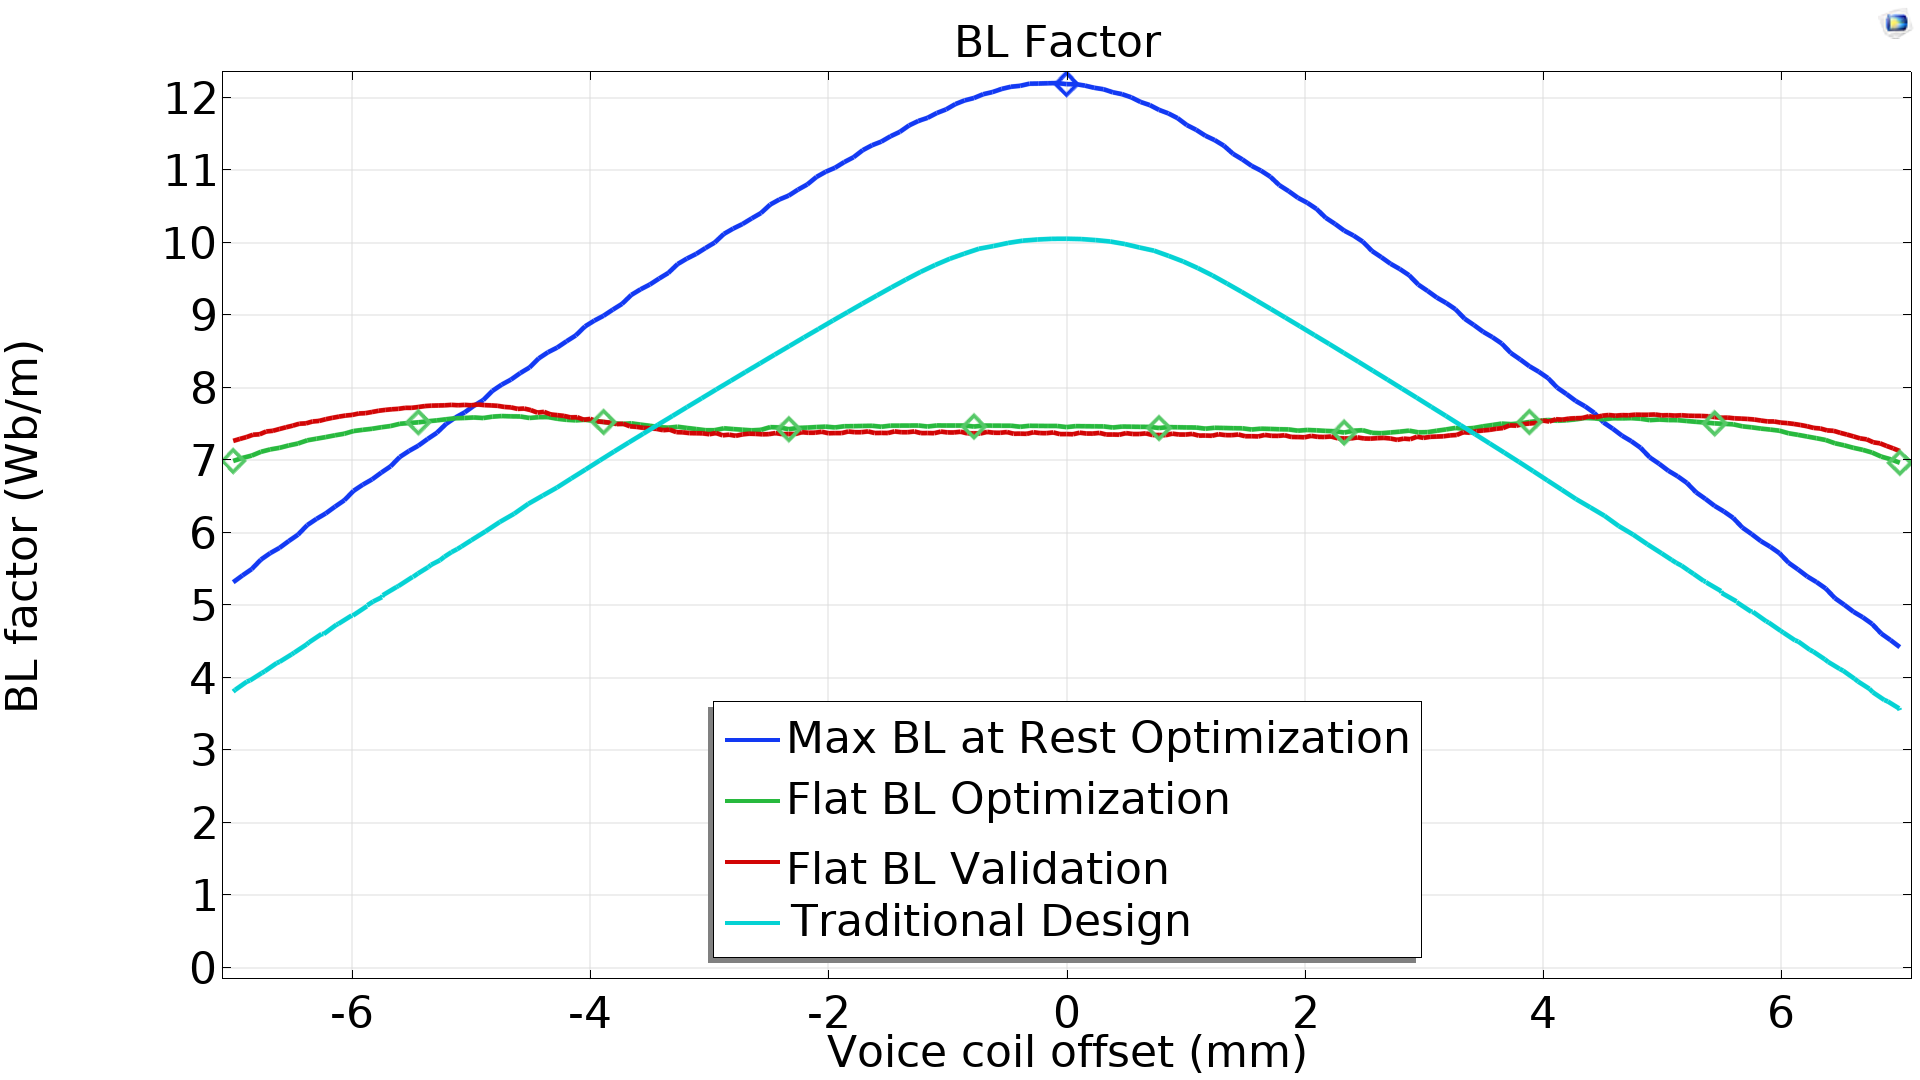 BL Factor
12
11
10
9
8
7
6
5
4
3
2
1
0
BL factor (Wb/m)
Max BL at Rest Optimization
Flat BL Optimization
Flat BL Validation
Traditional Design
-6 -4 -2 0 2 4 6
Voice coil offset (mm)